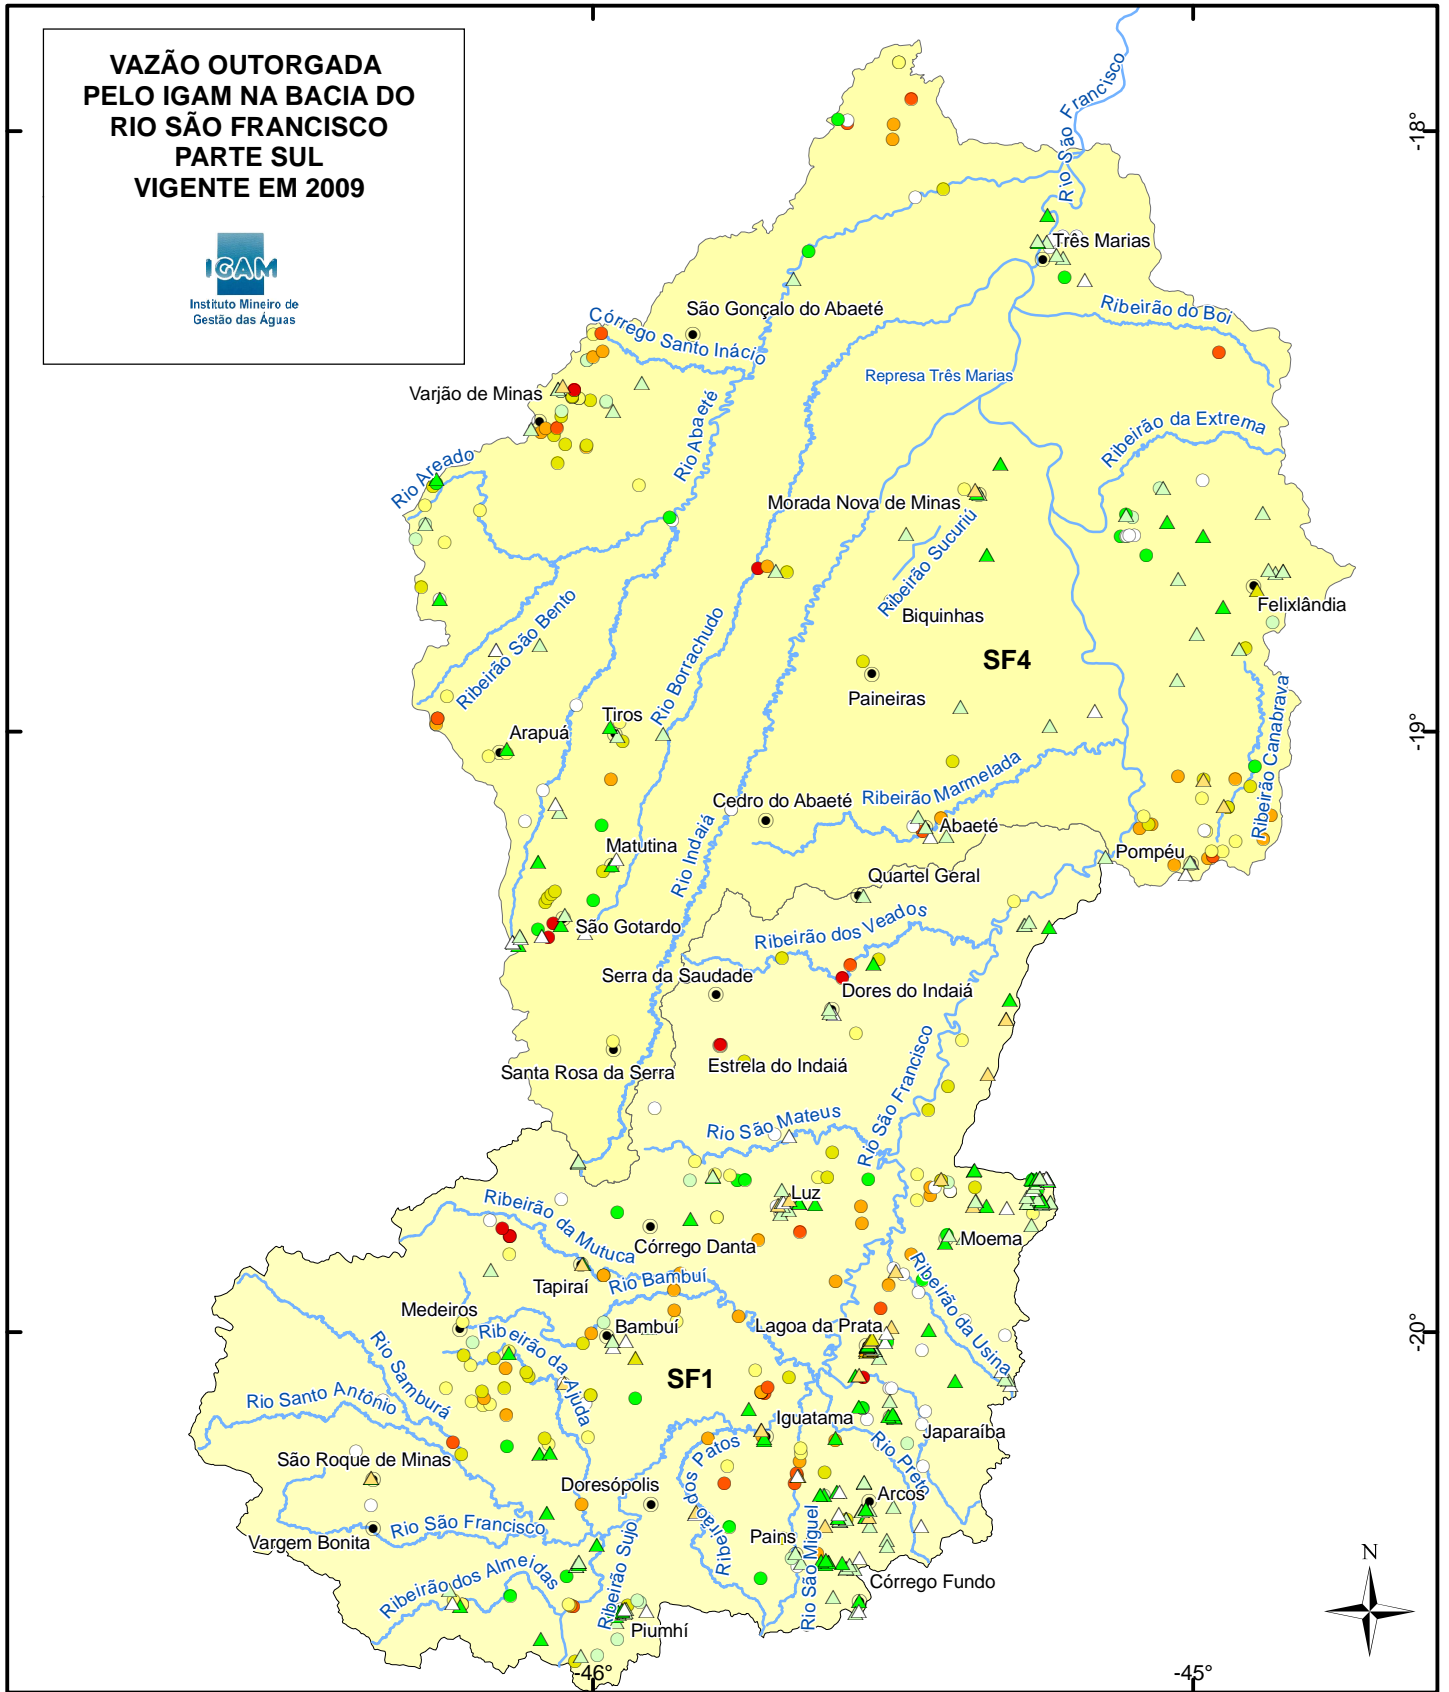 VAZÃO OUTORGADA
PELO IGAM NA BACIA DO
RIO SÃO FRANCISCO
PARTE SUL
VIGENTE EM 2009
IGAM
Instituto Mineiro de
Gestão das Águas
Rio São Francisco
-18°
Três Marias
São Gonçalo do Abaeté
Ribeirão do Boi
Córrego Santo Inácio
Represa Três Marias
Varjão de Minas
Rio Abaeté
Ribeirão da Extrema
Rio Areado
Morada Nova de Minas
Ribeirão Sucuriú
Felixlândia
Biquinhas
Ribeirão São Bento
Rio Borrachudo
SF4
Paineiras
Ribeirão Canabrava
Tiros
Arapuá
-19°
Ribeirão Marmelada
Cedro do Abaeté
Abaeté
Rio Indaiá
Matutina
Pompéu
Quartel Geral
São Gotardo
Ribeirão dos Veados
Serra da Saudade
Dores do Indaiá
Estrela do Indaiá
Santa Rosa da Serra
Rio São Francisco
Rio São Mateus
Luz
Ribeirão da Mutuca
Córrego Danta
Moema
Tapiraí
Rio Bambuí
Ribeirão da Usina
Medeiros
Bambuí
Lagoa da Prata
-20°
Ribeirão da Ajuda
Rio Samburá
SF1
Rio Santo Antônio
Iguatama
Japaraíba
Rio Preto
São Roque de Minas
Ribeirão dos Patos
Doresópolis
Arcos
Rio São Francisco
Vargem Bonita
Pains
Rio São Miguel
Ribeirão Sujo
Ribeirão dos Almeidas
Córrego Fundo
Piumhí
N
-46°
-45°